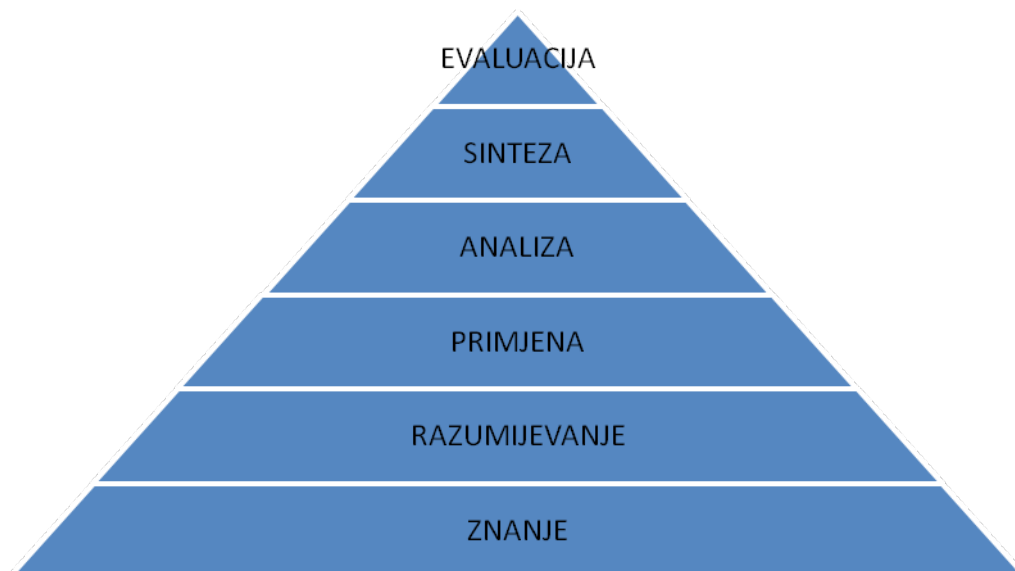 EVALUACIJA
SINTEZA
ANALIZA
PRIMJENA
RAZUMIJEVANJE
ZNANJE